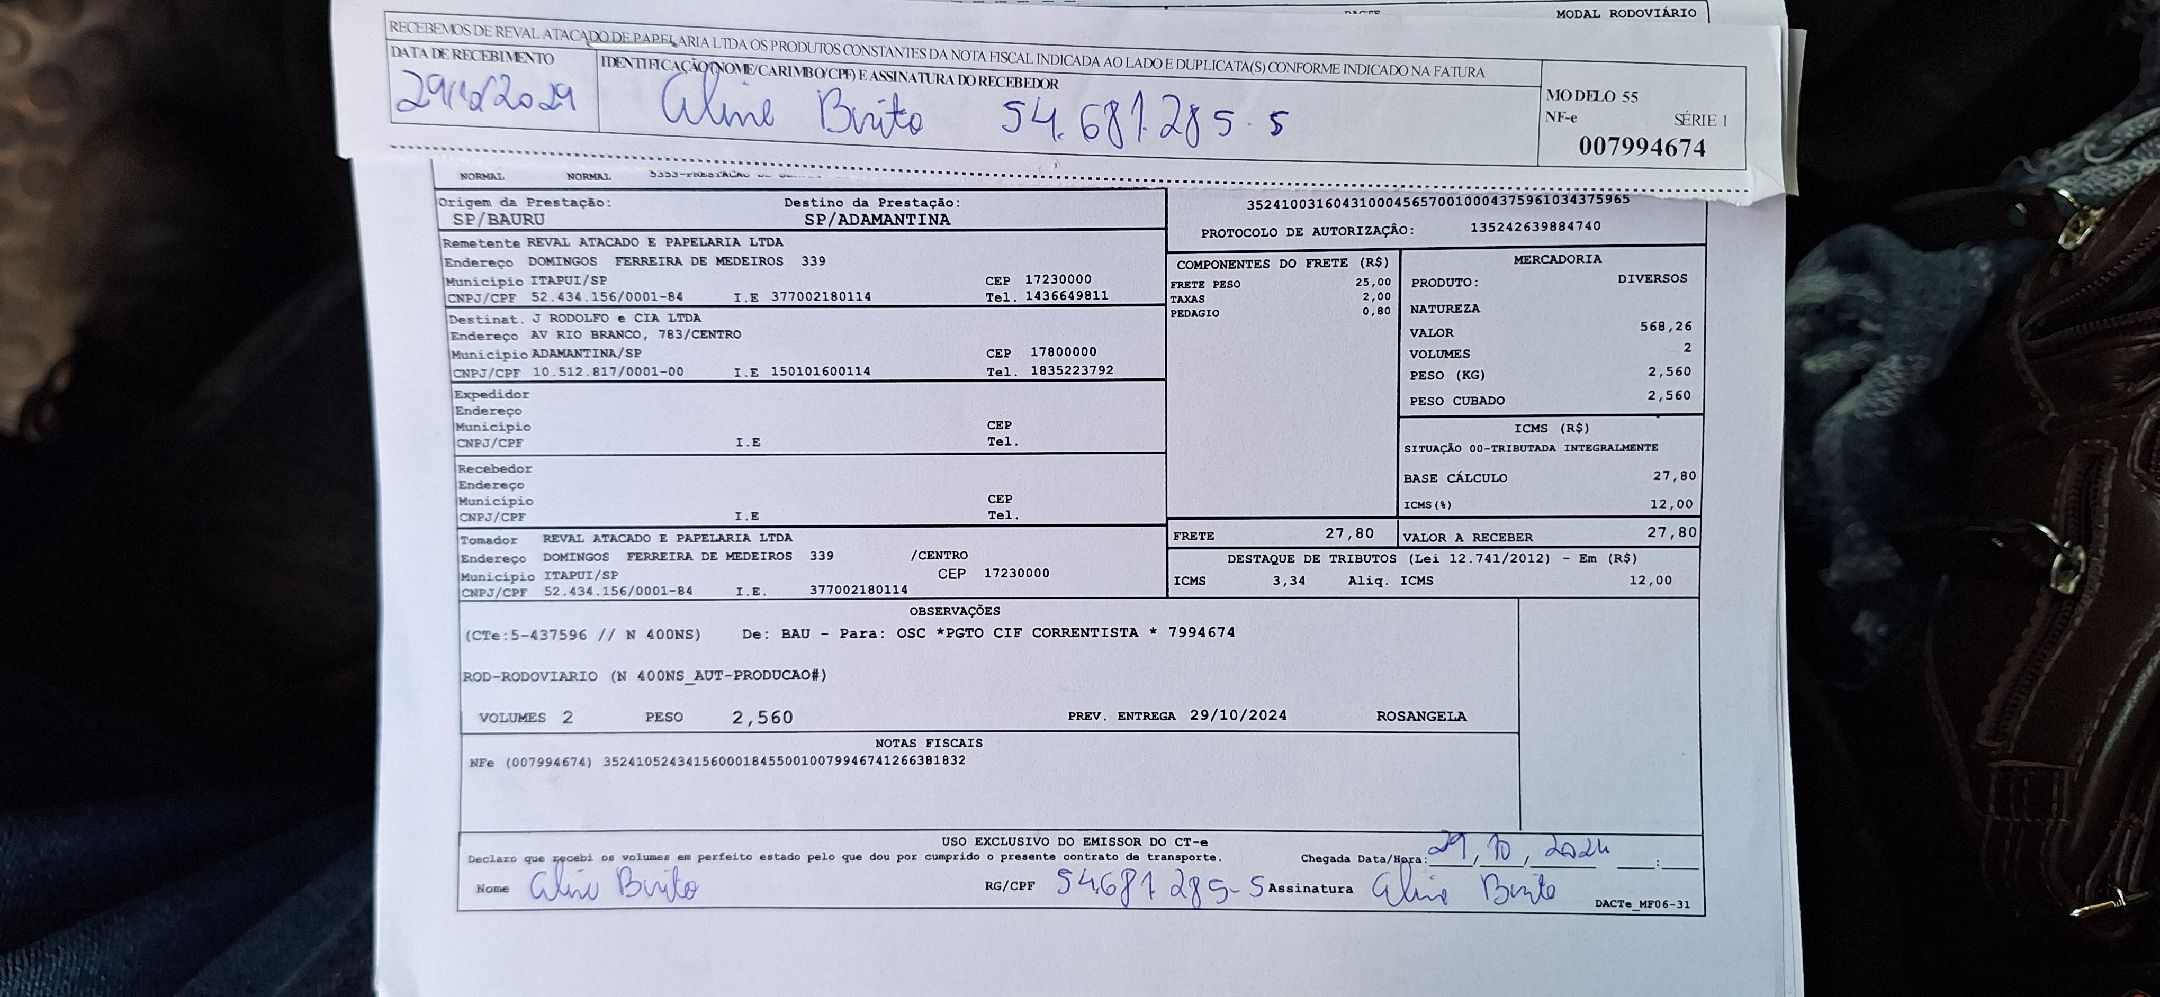 MODAL RODOVIÁRIO
RECEBEMOS DE REVAL ATACADO DE PAPELARIA LTDA OS PRODUTOS CONSTANTES DA NOTA FISCAL INDICADA AO LADO E DUPLICATA(S) CONFORME INDICADO NA FATURA
DATA DE RECEBIMENTO IDENTIFICAÇÃO (NOME/CARIMBO/CPF) E ASSINATURA DO RECEBEDOR
29/10/2024 Aline Brito 54.681.285-5
MODELO 55
NF-e SÉRIE 1
007994674
NORMAL NORMAL
Origem da Prestação: Destino da Prestação:
SP/BAURU SP/ADAMANTINA
35241003160431000456570010004375961034375965
PROTOCOLO DE AUTORIZAÇÃO: 135242639884740
Remetente REVAL ATACADO E PAPELARIA LTDA
Endereço DOMINGOS FERREIRA DE MEDEIROS 339
Município ITAPUI/SP CEP 17230000
CNPJ/CPF 52.434.156/0001-84 I.E 377002180114 Tel. 1436649811
Destinat. J RODOLFO e CIA LTDA
Endereço AV RIO BRANCO, 783/CENTRO
Município ADAMANTINA/SP CEP 17800000
CNPJ/CPF 10.512.817/0001-00 I.E 150101600114 Tel. 1835223792
Expedidor
Endereço
Município CEP
CNPJ/CPF I.E Tel.
Recebedor
Endereço
Município CEP
CNPJ/CPF I.E Tel.
Tomador REVAL ATACADO E PAPELARIA LTDA
Endereço DOMINGOS FERREIRA DE MEDEIROS 339 /CENTRO
Município ITAPUI/SP CEP 17230000
CNPJ/CPF 52.434.156/0001-84 I.E. 377002180114
COMPONENTES DO FRETE (R$)
FRETE PESO 25,00
TAXAS 2,00
PEDAGIO 0,80
MERCADORIA
PRODUTO: DIVERSOS
NATUREZA
VALOR 568,26
VOLUMES 2
PESO (KG) 2,560
PESO CUBADO 2,560
ICMS (R$)
SITUAÇÃO 00-TRIBUTADA INTEGRALMENTE
BASE CÁLCULO 27,80
ICMS(%) 12,00
FRETE 27,80 VALOR A RECEBER 27,80
DESTAQUE DE TRIBUTOS (Lei 12.741/2012) - Em (R$)
ICMS 3,34 Aliq. ICMS 12,00
OBSERVAÇÕES
(CTe:5-437596 // N 400NS) De: BAU - Para: OSC *PGTO CIF CORRENTISTA * 7994674
ROD-RODOVIARIO (N 400NS_AUT-PRODUCAO#)
VOLUMES 2 PESO 2,560 PREV. ENTREGA 29/10/2024 ROSANGELA
NOTAS FISCAIS
NFe (007994674) 35241052434156000184550010079946741266381832
USO EXCLUSIVO DO EMISSOR DO CT-e
Declaro que recebi os volumes em perfeito estado pelo que dou por cumprido o presente contrato de transporte. Chegada Data/Hora: 29/10/2024 :
Nome Aline Brito RG/CPF 54.681.285-5 Assinatura Aline Brito
DACTe_MF06-31